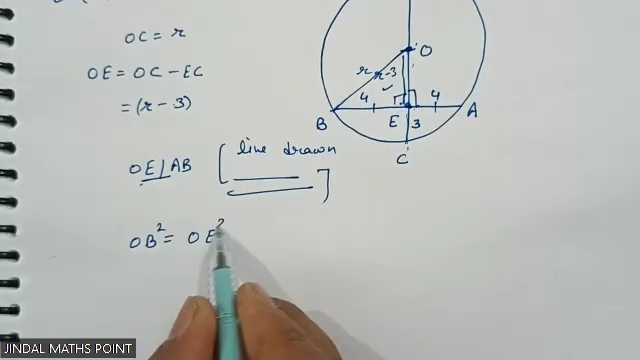 OC = r
OE = OC - EC
= (r - 3)
OE ⊥ AB [ line drawn
]
OB² = OE²
O
r
r-3
4
4
B
E
3
A
C
JINDAL MATHS POINT